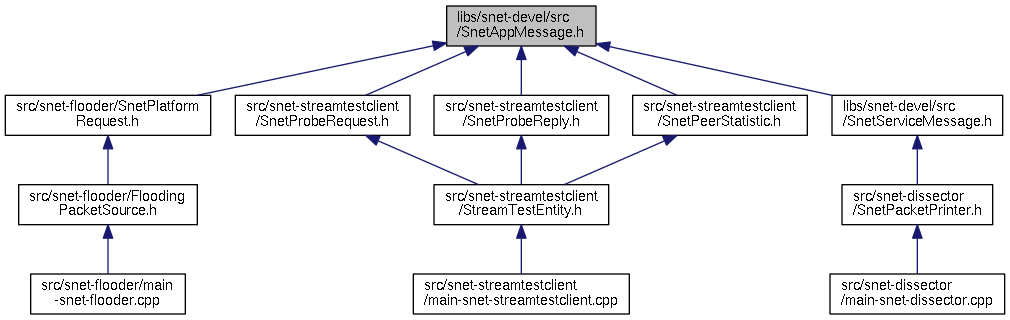 libs/snet-devel/src
/SnetAppMessage.h
src/snet-flooder/SnetPlatform
Request.h
src/snet-streamtestclient
/SnetProbeRequest.h
src/snet-streamtestclient
/SnetProbeReply.h
src/snet-streamtestclient
/SnetPeerStatistic.h
libs/snet-devel/src
/SnetServiceMessage.h
src/snet-flooder/Flooding
PacketSource.h
src/snet-streamtestclient
/StreamTestEntity.h
src/snet-dissector
/SnetPacketPrinter.h
src/snet-flooder/main
-snet-flooder.cpp
src/snet-streamtestclient
/main-snet-streamtestclient.cpp
src/snet-dissector
/main-snet-dissector.cpp